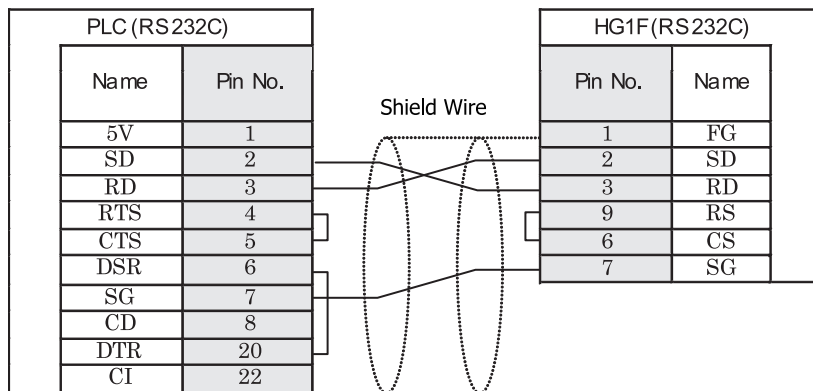 PLC (RS232C)
Name Pin No.
5V 1
SD 2
RD 3
RTS 4
CTS 5
DSR 6
SG 7
CD 8
DTR 20
CI 22
Shield Wire
HG1F (RS232C)
Pin No. Name
1 FG
2 SD
3 RD
9 RS
6 CS
7 SG